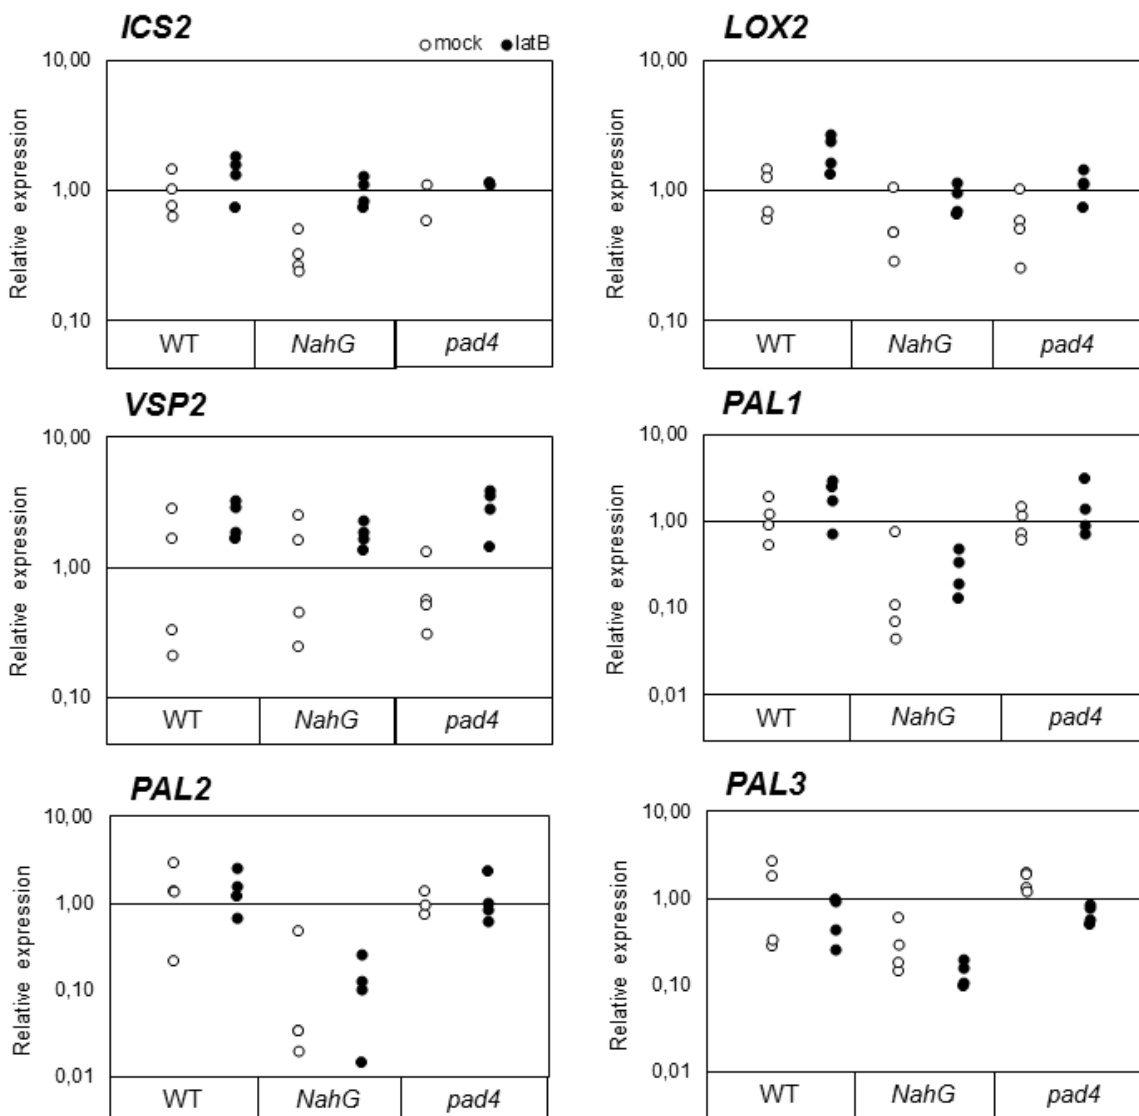 ICS2
○mock ●latB
10,00
1,00
0,10
Relative expression
WT NahG pad4
LOX2
10,00
1,00
0,10
Relative expression
WT NahG pad4
VSP2
10,00
1,00
0,10
Relative expression
WT NahG pad4
PAL1
10,00
1,00
0,10
0,01
Relative expression
WT NahG pad4
PAL2
10,00
1,00
0,10
0,01
Relative expression
WT NahG pad4
PAL3
10,00
1,00
0,10
0,01
Relative expression
WT NahG pad4